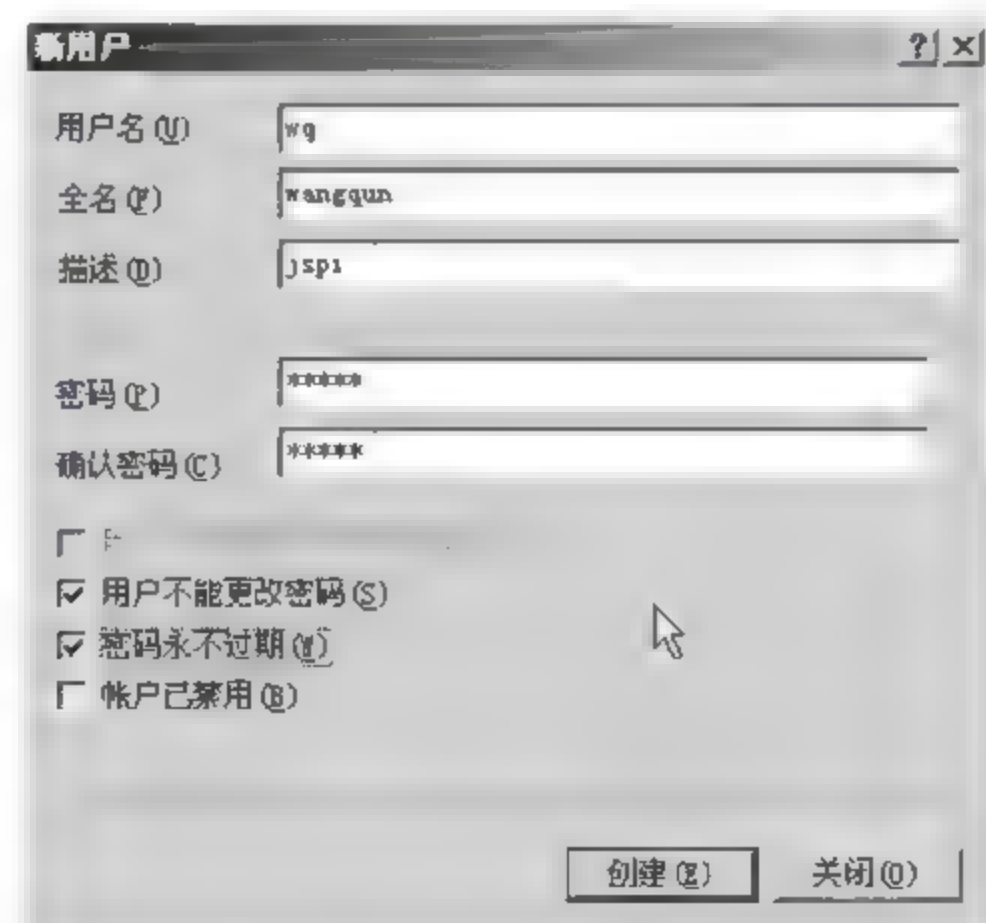 新用户
用户名(U) wq
全名(F) wangqun
描述(D) jspi
密码(P) *****
确认密码(C) *****
用户不能更改密码(S)
密码永不过期(W)
帐户已禁用(B)
创建(E) 关闭(O)